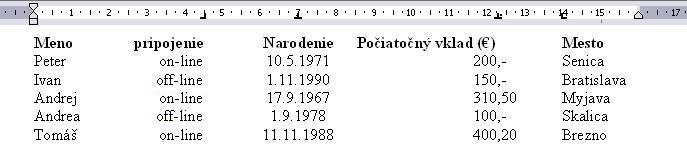 1 2 3 4 5 6 7 8 9 10 11 12 13 14 15 17
Meno pripojenie Narodenie Počiatočný vklad (€) Mesto
Peter on-line 10.5.1971 200,- Senica
Ivan off-line 1.11.1990 150,- Bratislava
Andrej on-line 17.9.1967 310,50 Myjava
Andrea off-line 1.9.1978 100,- Skalica
Tomáš on-line 11.11.1988 400,20 Brezno